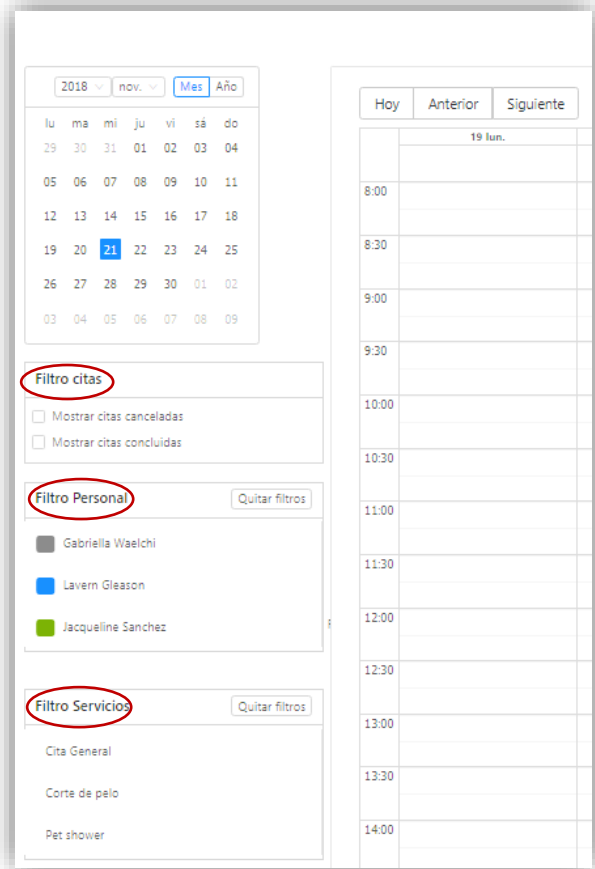 2018 nov. Mes Año
lu ma mi ju vi sá do
29 30 31 01 02 03 04
05 06 07 08 09 10 11
12 13 14 15 16 17 18
19 20 21 22 23 24 25
26 27 28 29 30 01 02
03 04 05 06 07 08 09
Filtro citas
Mostrar citas canceladas
Mostrar citas concluidas
Filtro Personal Quitar filtros
Gabriella Waelchi
Lavern Gleason
Jacqueline Sanchez
Filtro Servicios Quitar filtros
Cita General
Corte de pelo
Pet shower
Hoy Anterior Siguiente
19 lun.
8:00
8:30
9:00
9:30
10:00
10:30
11:00
11:30
12:00
12:30
13:00
13:30
14:00